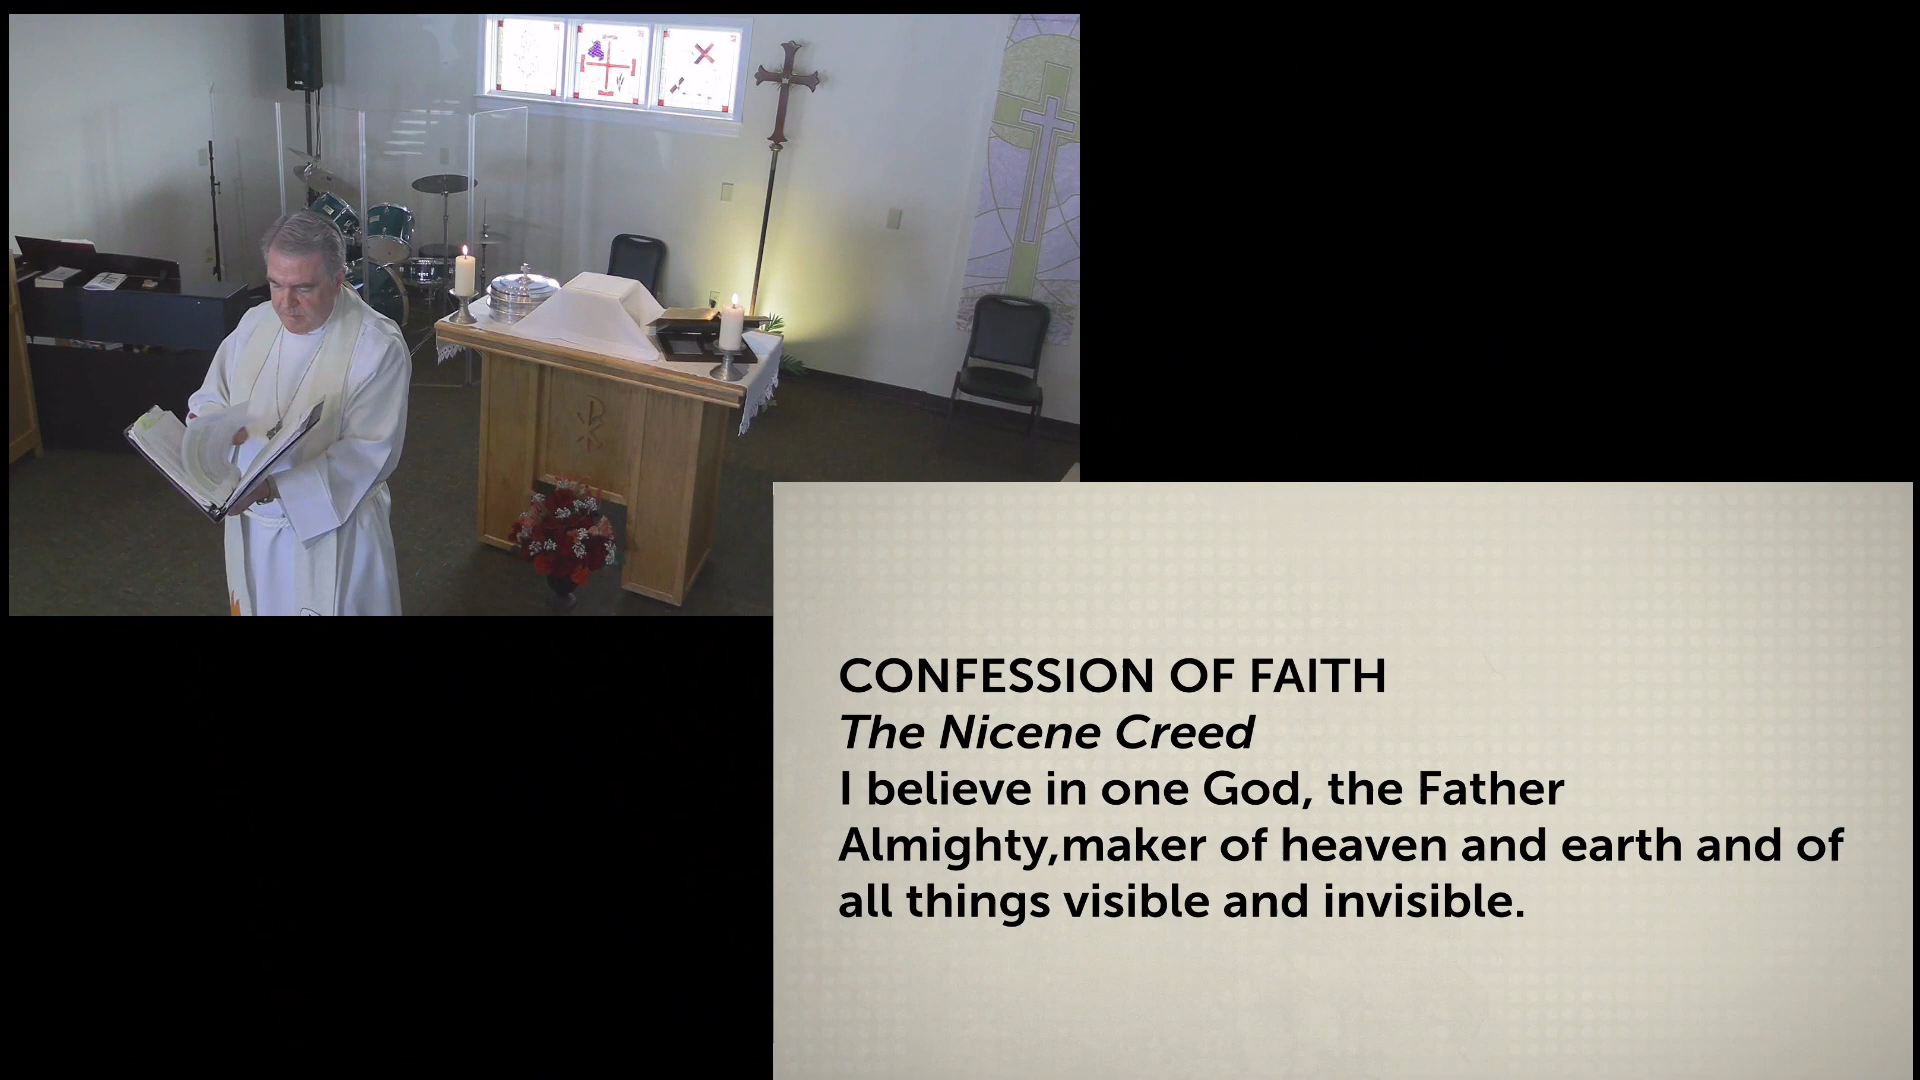 CONFESSION OF FAITH
The Nicene Creed
I believe in one God, the Father
Almighty,maker of heaven and earth and of
all things visible and invisible.